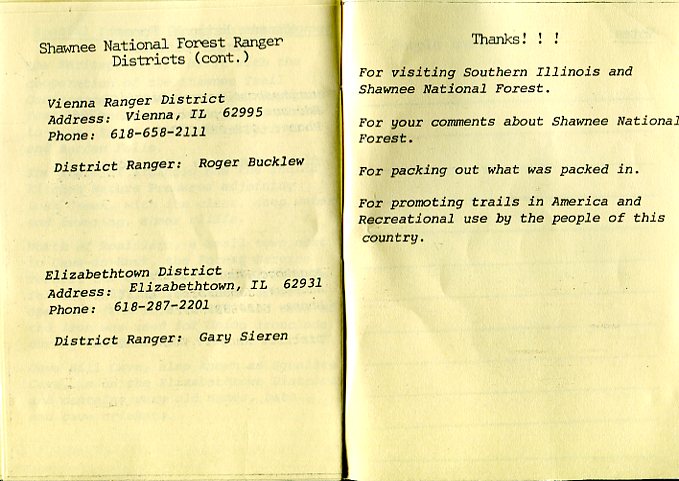 Shawnee National Forest Ranger
Districts (cont.)
Vienna Ranger District
Address: Vienna, IL 62995
Phone: 618-658-2111
District Ranger: Roger Bucklew
Elizabethtown District
Address: Elizabethtown, IL 62931
Phone: 618-287-2201
District Ranger: Gary Sieren
Thanks! ! !
For visiting Southern Illinois and
Shawnee National Forest.
For your comments about Shawnee National
Forest.
For packing out what was packed in.
For promoting trails in America and
Recreational use by the people of this
country.